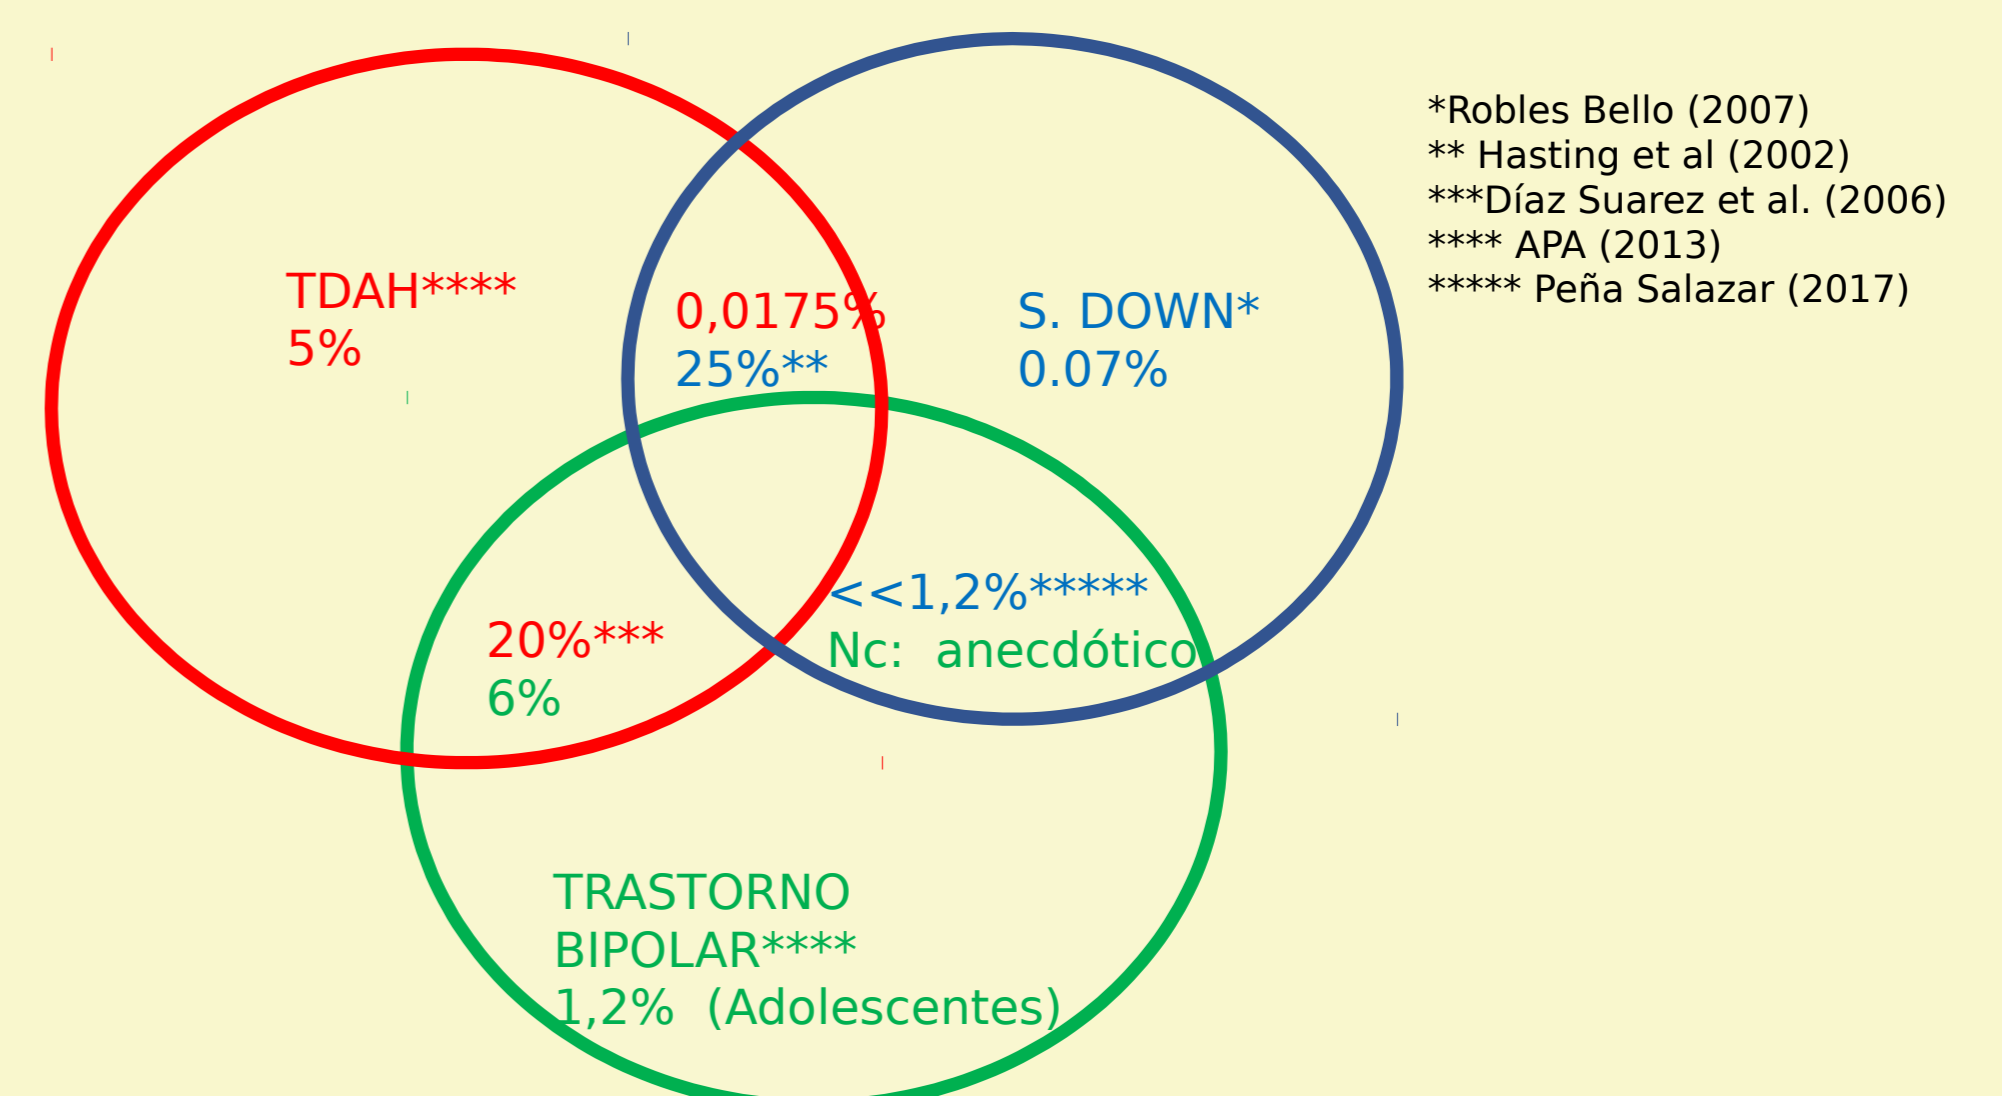 TDAH****
5%
0,0175%
25%**
S. DOWN*
0.07%
*Robles Bello (2007)
** Hasting et al (2002)
***Díaz Suarez et al. (2006)
**** APA (2013)
***** Peña Salazar (2017)
20%***
6%
<<1,2%*****
Nc: anecdótico
TRASTORNO
BIPOLAR****
1,2% (Adolescentes)